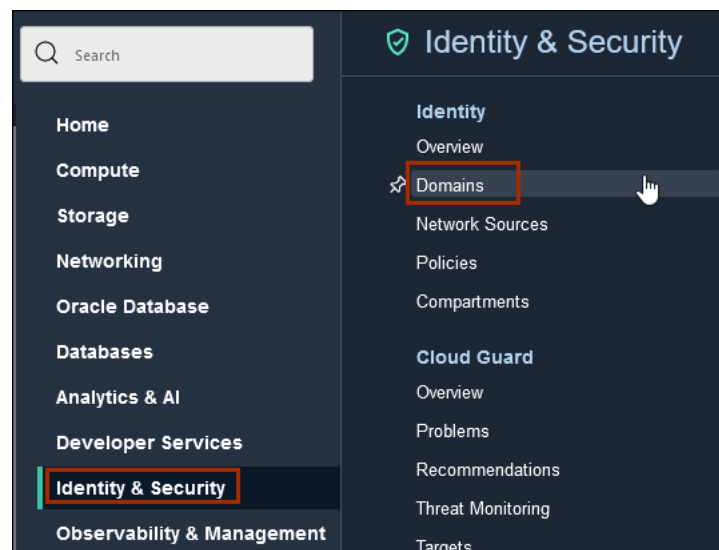 Search
Home
Compute
Storage
Networking
Oracle Database
Databases
Analytics & AI
Developer Services
Identity & Security
Observability & Management
Identity & Security
Identity
Overview
Domains
Network Sources
Policies
Compartments
Cloud Guard
Overview
Problems
Recommendations
Threat Monitoring
Targets